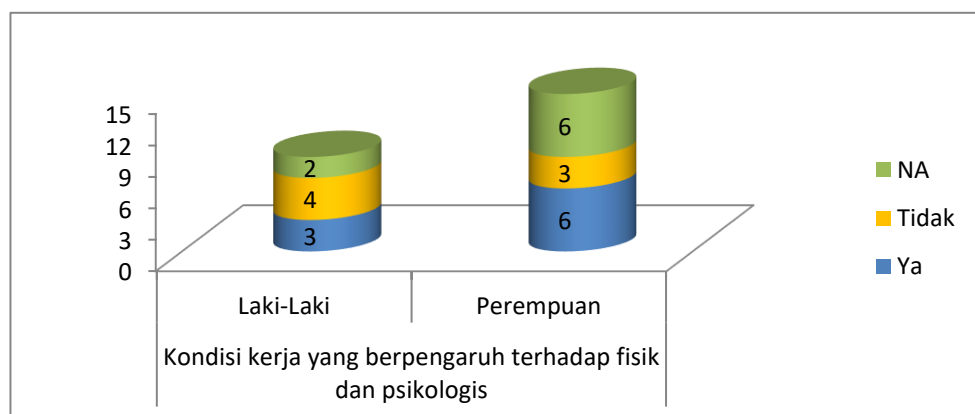 15
12
9
6
3
0
2
4
3
6
3
6
NA
Tidak
Ya
Laki-Laki
Perempuan
Kondisi kerja yang berpengaruh terhadap fisik
dan psikologis